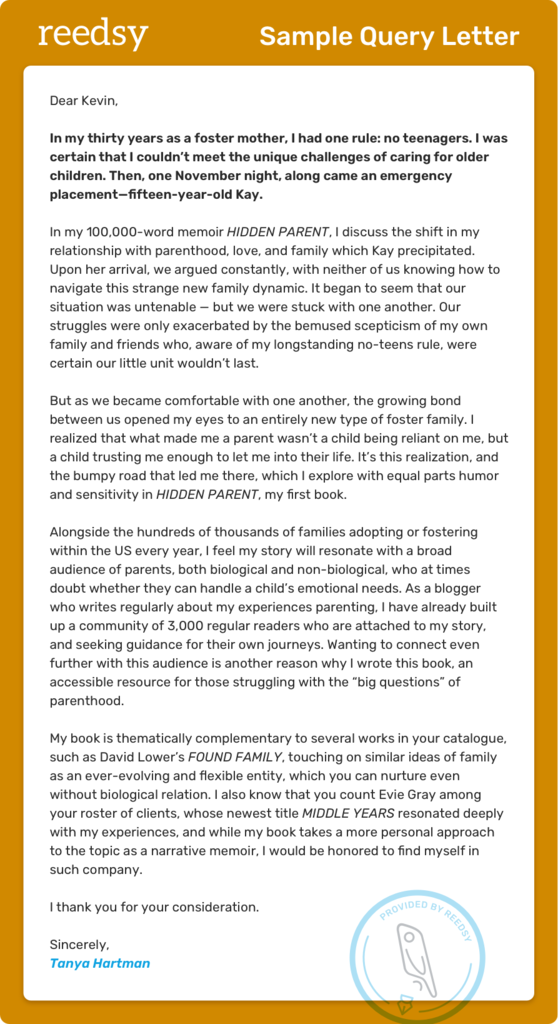 reedsy
Sample Query Letter
Dear Kevin,
In my thirty years as a foster mother, I had one rule: no teenagers. I was
certain that I couldn’t meet the unique challenges of caring for older
children. Then, one November night, along came an emergency
placement—fifteen-year-old Kay.
In my 100,000-word memoir HIDDEN PARENT, I discuss the shift in my
relationship with parenthood, love, and family which Kay precipitated.
Upon her arrival, we argued constantly, with neither of us knowing how to
navigate this strange new family dynamic. It began to seem that our
situation was untenable — but we were stuck with one another. Our
struggles were only exacerbated by the bemused scepticism of my own
family and friends who, aware of my longstanding no-teens rule, were
certain our little unit wouldn’t last.
But as we became comfortable with one another, the growing bond
between us opened my eyes to an entirely new type of foster family. I
realized that what made me a parent wasn’t a child being reliant on me, but
a child trusting me enough to let me into their life. It’s this realization, and
the bumpy road that led me there, which I explore with equal parts humor
and sensitivity in HIDDEN PARENT, my first book.
Alongside the hundreds of thousands of families adopting or fostering
within the US every year, I feel my story will resonate with a broad
audience of parents, both biological and non-biological, who at times
doubt whether they can handle a child’s emotional needs. As a blogger
who writes regularly about my experiences parenting, I have already built
up a community of 3,000 regular readers who are attached to my story,
and seeking guidance for their own journeys. Wanting to connect even
further with this audience is another reason why I wrote this book, an
accessible resource for those struggling with the “big questions” of
parenthood.
My book is thematically complementary to several works in your catalogue,
such as David Lower’s FOUND FAMILY, touching on similar ideas of family
as an ever-evolving and flexible entity, which you can nurture even
without biological relation. I also know that you count Evie Gray among
your roster of clients, whose newest title MIDDLE YEARS resonated deeply
with my experiences, and while my book takes a more personal approach
to the topic as a narrative memoir, I would be honored to find myself in
such company.
I thank you for your consideration.
Sincerely,
Tanya Hartman
PROVIDED BY REEDSY